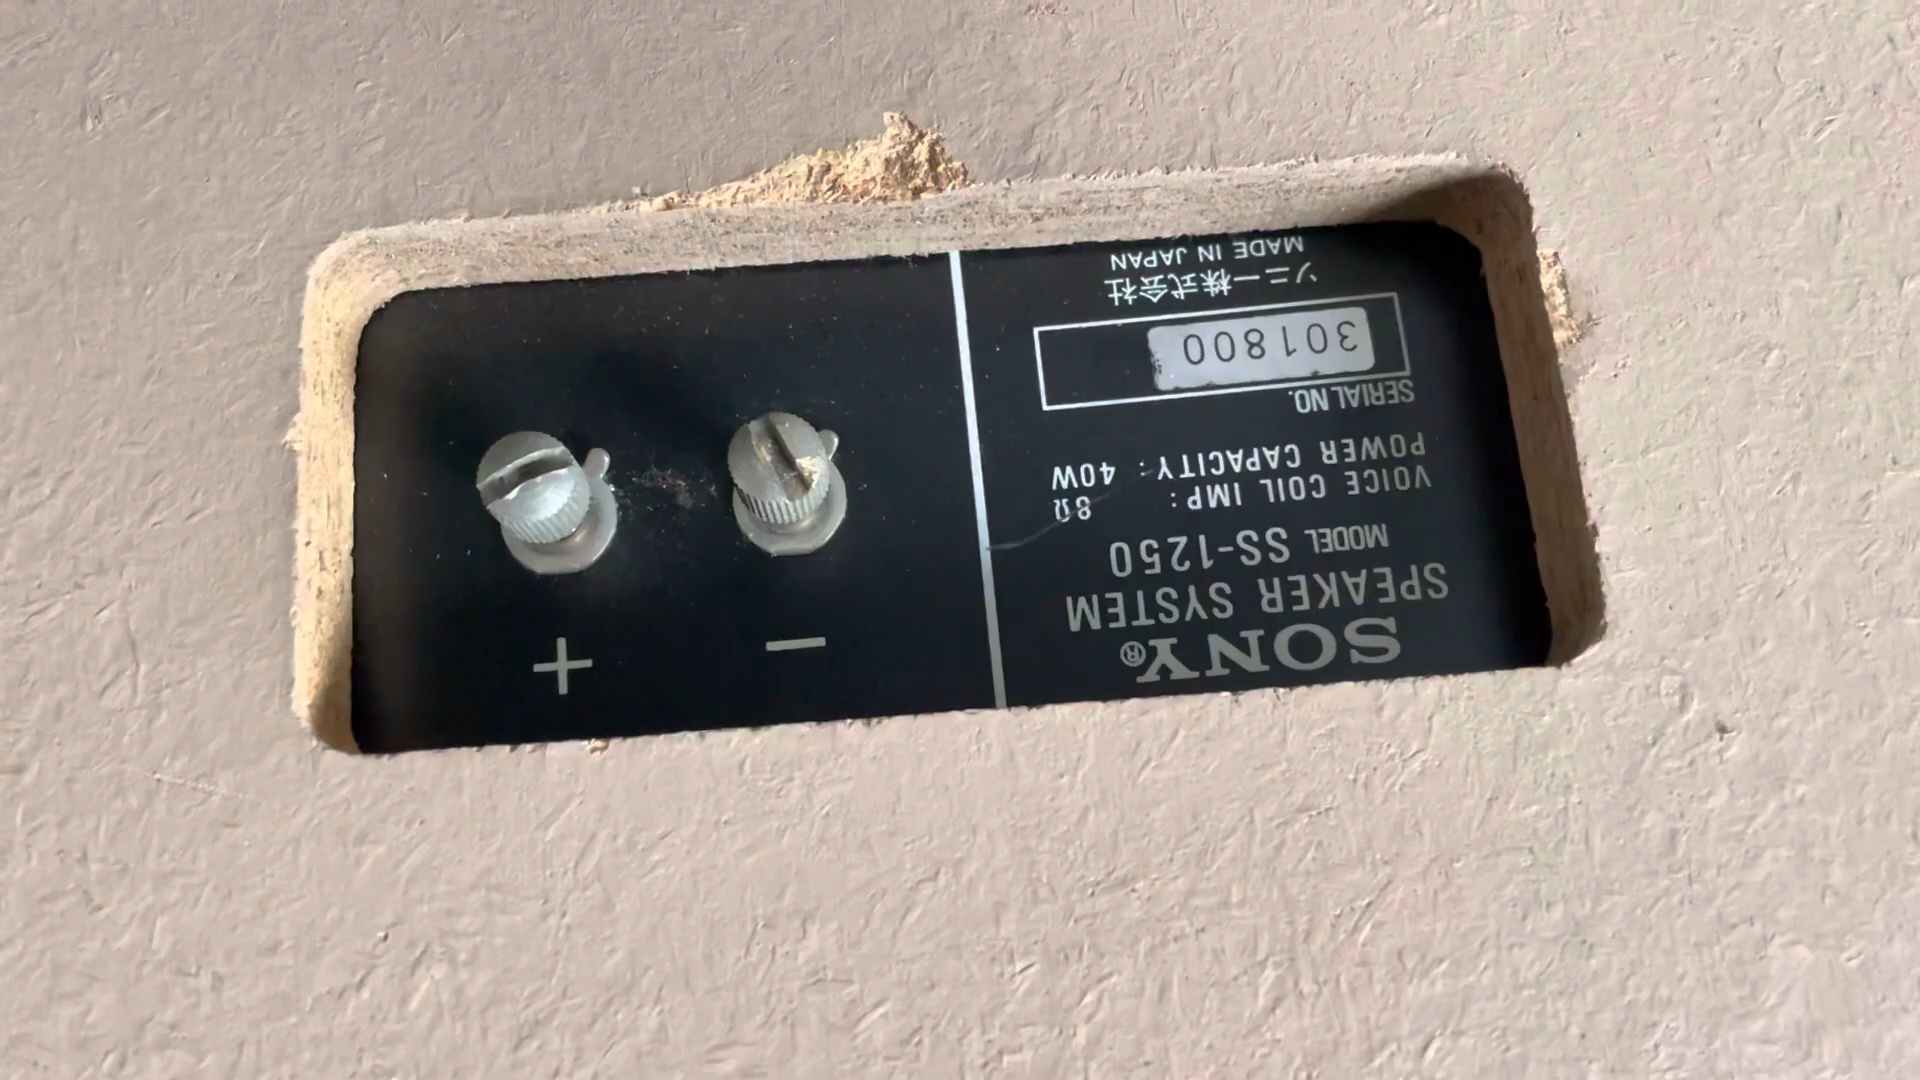 SONY®
SPEAKER SYSTEM
MODEL SS-1250
VOICE COIL IMP: 8Ω
POWER CAPACITY: 40W
SERIAL NO.
301800
ソニー株式会社
MADE IN JAPAN
− +